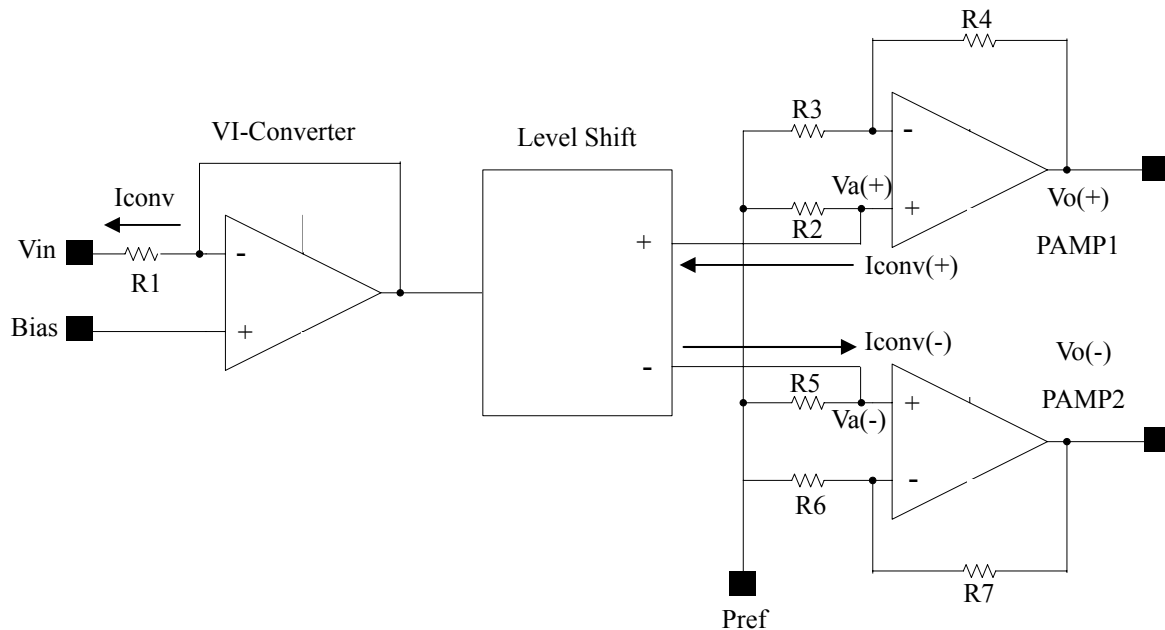 VI-Converter
Iconv
Vin
R1
-
Bias
+
Level Shift
+
-
R4
R3
-
Va(+)
R2
+
Vo(+)
PAMP1
Iconv(+)
Iconv(-)
Vo(-)
PAMP2
R5
+
Va(-)
R6
-
R7
Pref